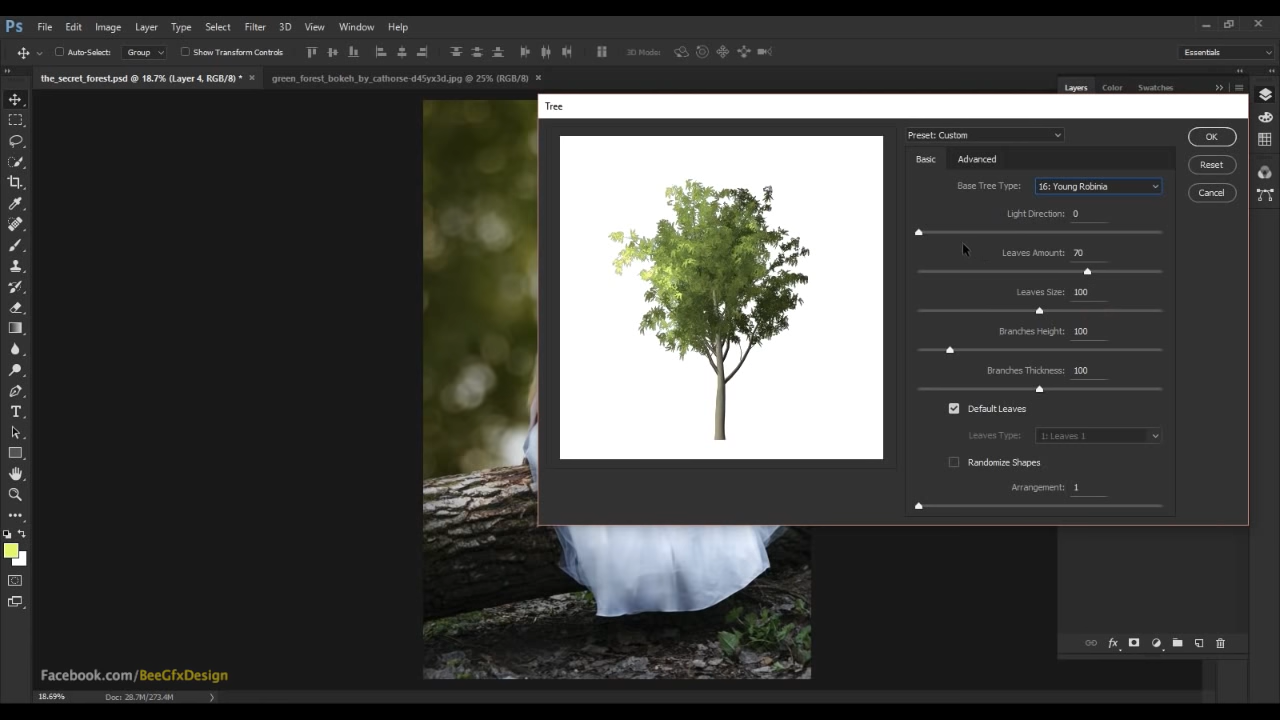 Ps File Edit Image Layer Type Select Filter 3D View Window Help
Auto-Select: Group Show Transform Controls 3D Mode: Essentials
the_secret_forest.psd @ 18.7% (Layer 4, RGB/8) * × green_forest_bokeh_by_cathorse-d45yx3d.jpg @ 25% (RGB/8) ×
Layers Color Swatches
Tree
Preset: Custom
OK
Basic Advanced
Reset
Base Tree Type: 16: Young Robinia
Cancel
Light Direction: 0
Leaves Amount: 70
Leaves Size: 100
Branches Height: 100
Branches Thickness: 100
Default Leaves
Leaves Type: 1: Leaves 1
Randomize Shapes
Arrangement: 1
fx
Facebook.com/BeeGfxDesign
18.69% Doc: 28.7M/273.4M